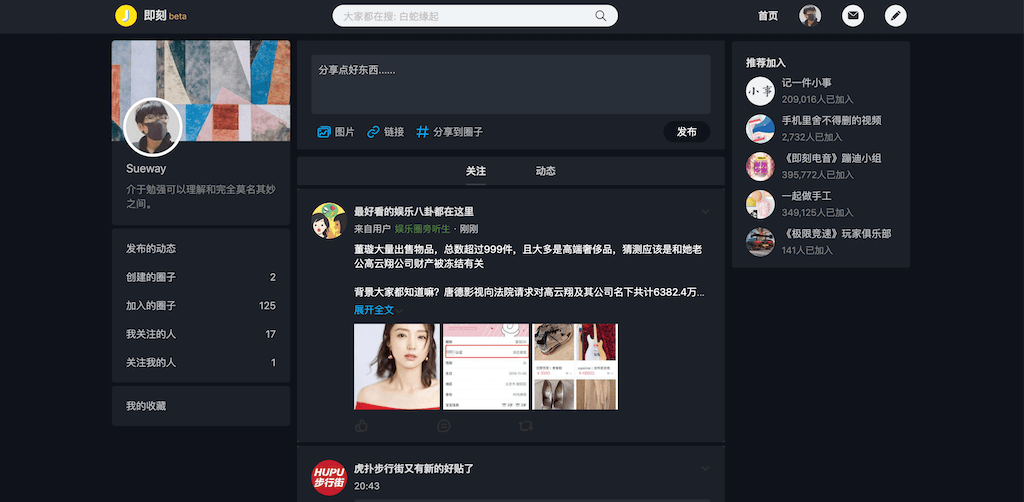 即刻 beta
大家都在搜: 白蛇缘起
首页
Sueway
介于勉强可以理解和完全莫名其妙
之间。
发布的动态
创建的圈子 2
加入的圈子 125
我关注的人 17
关注我的人 1
我的收藏
分享点好东西......
图片 链接 分享到圈子 发布
关注 动态
最好看的娱乐八卦都在这里
来自用户 娱乐圈旁听生 · 刚刚
董璇大量出售物品，总数超过999件，且大多是高端奢侈品，猜测应该是和她老
公高云翔公司财产被冻结有关
背景大家都知道嘛？唐德影视向法院请求对高云翔及其公司名下共计6382.4万...
展开全文
HUPU
步行街
虎扑步行街又有新的好贴了
20:43
推荐加入
小事
记一件小事
209,016人已加入
手机里舍不得删的视频
2,732人已加入
《即刻电音》蹦迪小组
395,772人已加入
一起做手工
349,125人已加入
《极限竞速》玩家俱乐部
141人已加入